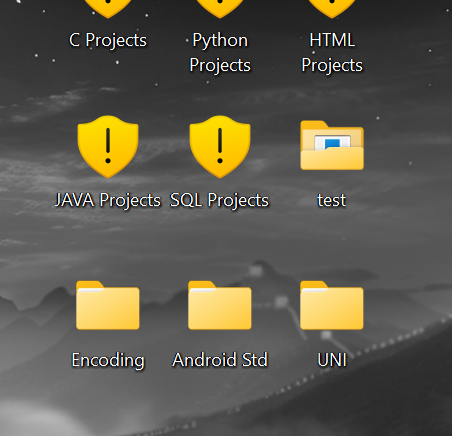 C Projects
Python
Projects
HTML
Projects
JAVA Projects
SQL Projects
test
Encoding
Android Std
UNI